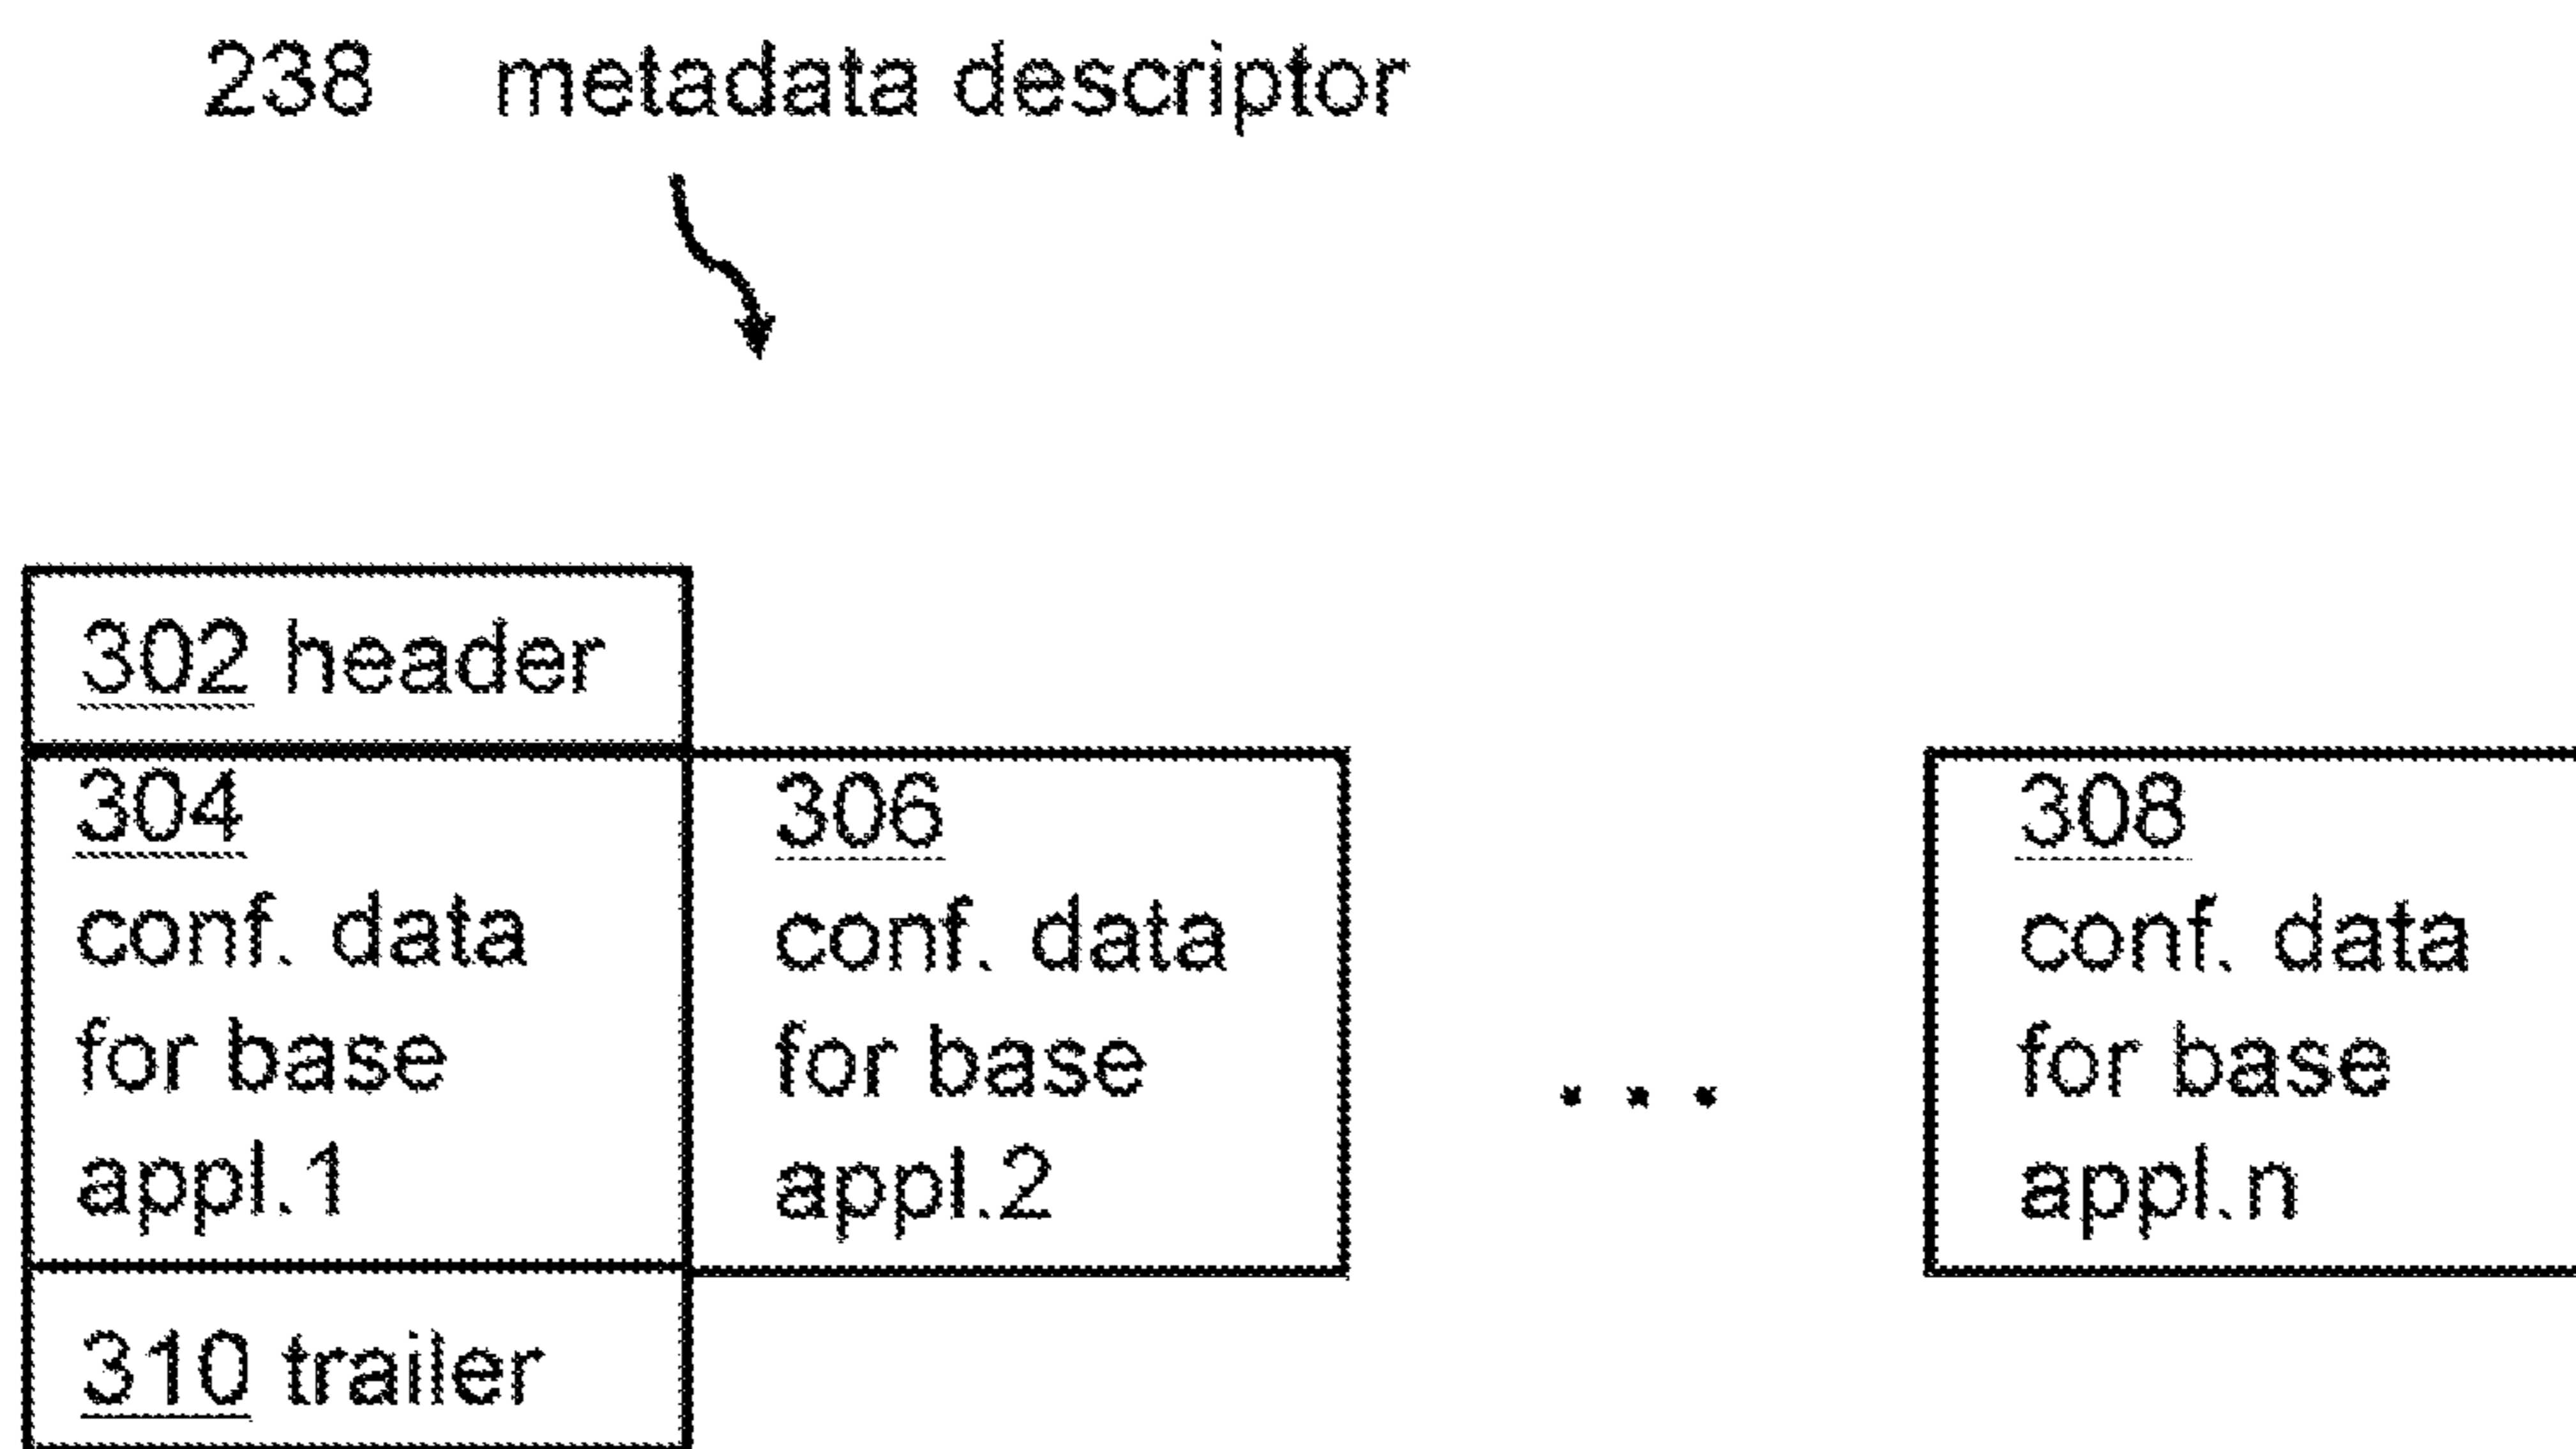 238 metadata descriptor
302 header
304
conf. data
for base
appl.1
306
conf. data
for base
appl.2
. . .
308
conf. data
for base
appl.n
310 trailer